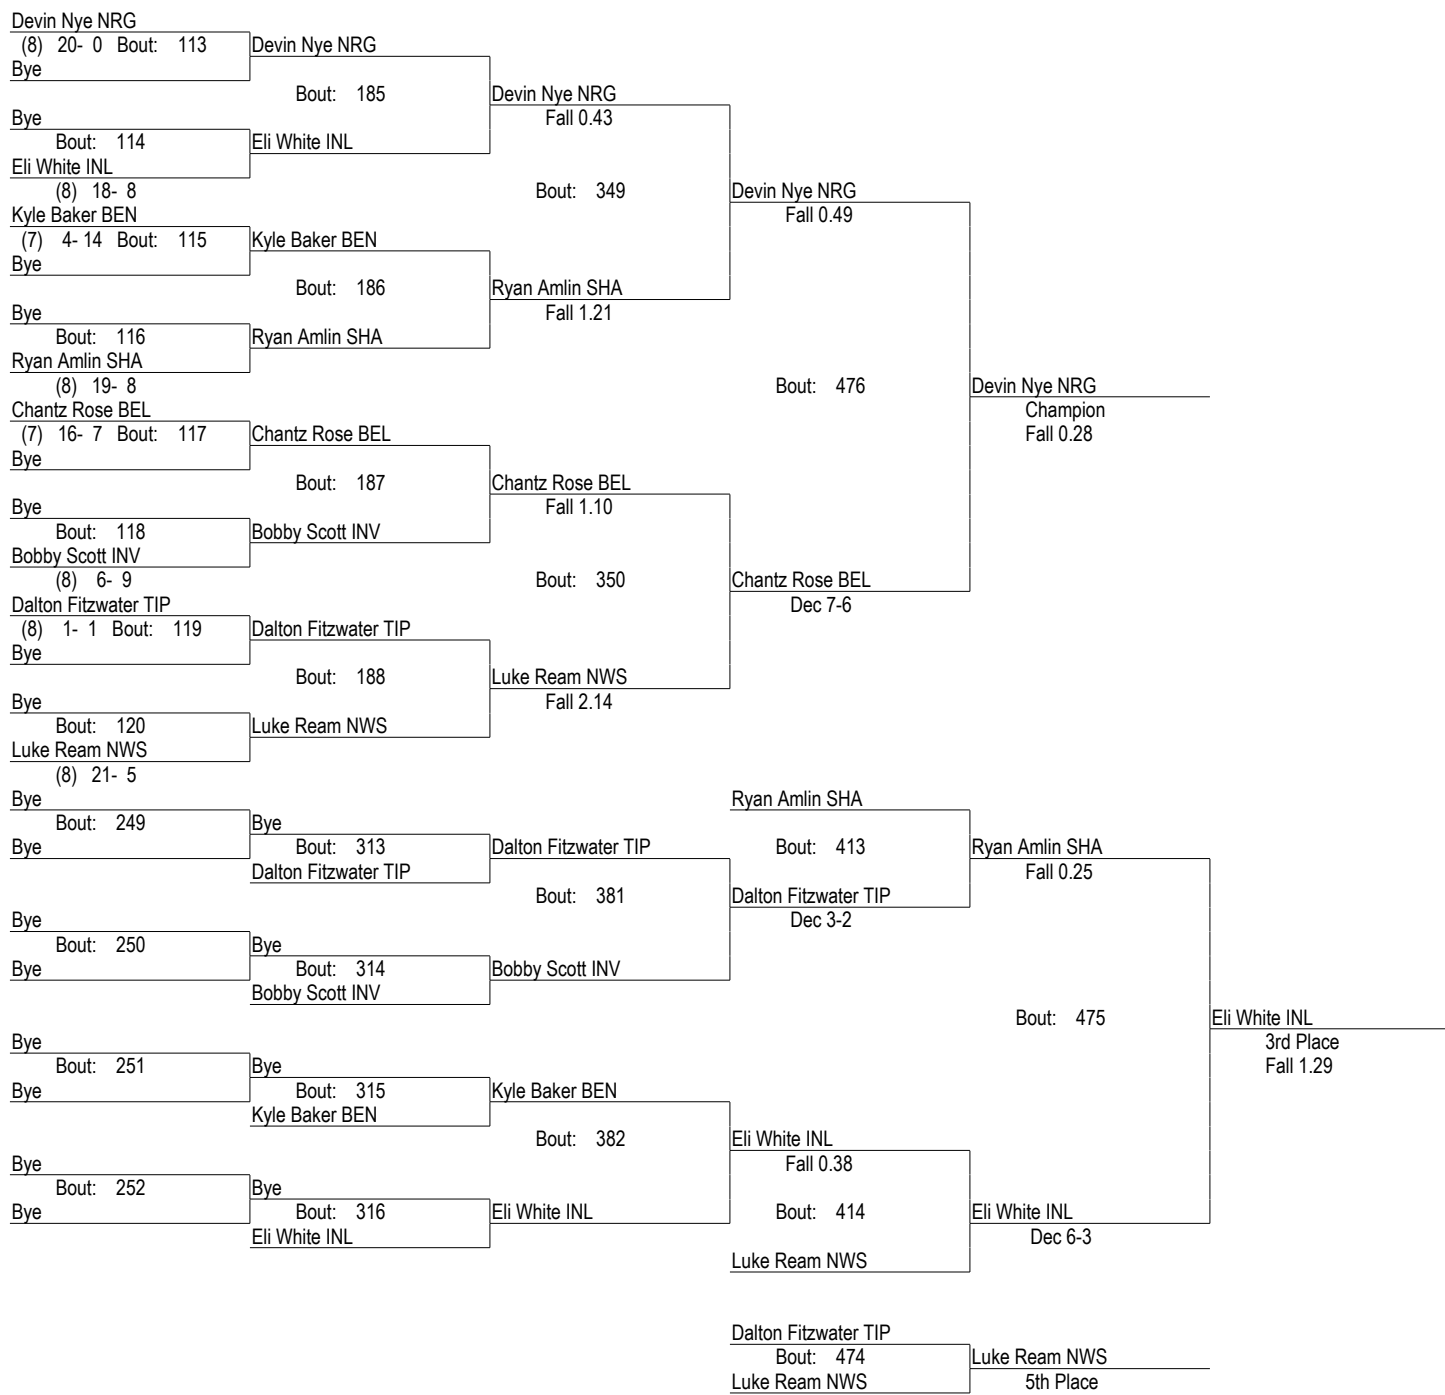 Devin Nye NRG
(8) 20- 0 Bout: 113 Devin Nye NRG
Bye
Bout: 185 Devin Nye NRG
Bye Fall 0.43
Bout: 114 Eli White INL
Eli White INL
(8) 18- 8 Bout: 349 Devin Nye NRG
Kyle Baker BEN Fall 0.49
(7) 4- 14 Bout: 115 Kyle Baker BEN
Bye
Bout: 186 Ryan Amlin SHA
Bye Fall 1.21
Bout: 116 Ryan Amlin SHA
Ryan Amlin SHA
(8) 19- 8 Bout: 476 Devin Nye NRG
Chantz Rose BEL Champion
(7) 16- 7 Bout: 117 Chantz Rose BEL Fall 0.28
Bye
Bout: 187 Chantz Rose BEL
Bye Fall 1.10
Bout: 118 Bobby Scott INV
Bobby Scott INV
(8) 6- 9 Bout: 350 Chantz Rose BEL
Dalton Fitzwater TIP Dec 7-6
(8) 1- 1 Bout: 119 Dalton Fitzwater TIP
Bye
Bout: 188 Luke Ream NWS
Bye Fall 2.14
Bout: 120 Luke Ream NWS
Luke Ream NWS
(8) 21- 5
Bye Ryan Amlin SHA
Bout: 249 Bye
Bye Bout: 313 Dalton Fitzwater TIP Bout: 413 Ryan Amlin SHA
Dalton Fitzwater TIP Fall 0.25
Bout: 381 Dalton Fitzwater TIP
Bye Dec 3-2
Bout: 250 Bye
Bye Bout: 314 Bobby Scott INV
Bobby Scott INV
Bout: 475 Eli White INL
Bye 3rd Place
Bout: 251 Bye Fall 1.29
Bye Bout: 315 Kyle Baker BEN
Kyle Baker BEN
Bout: 382 Eli White INL
Bye Fall 0.38
Bout: 252 Bye
Bye Bout: 316 Eli White INL Bout: 414 Eli White INL
Eli White INL Dec 6-3
Luke Ream NWS
Dalton Fitzwater TIP
Bout: 474 Luke Ream NWS
Luke Ream NWS 5th Place